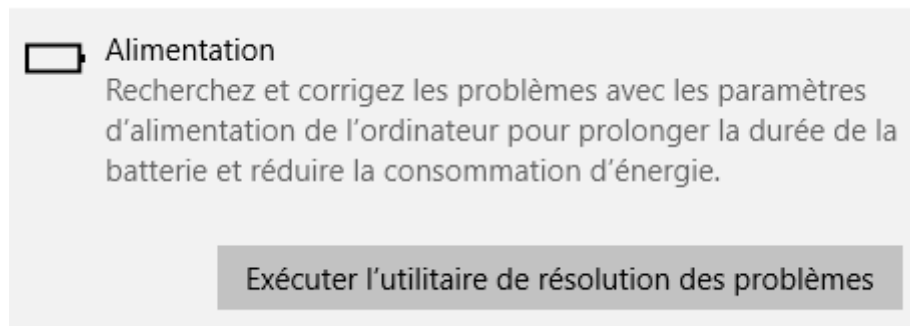 Alimentation
Recherchez et corrigez les problèmes avec les paramètres
d’alimentation de l’ordinateur pour prolonger la durée de la
batterie et réduire la consommation d’énergie.
Exécuter l’utilitaire de résolution des problèmes